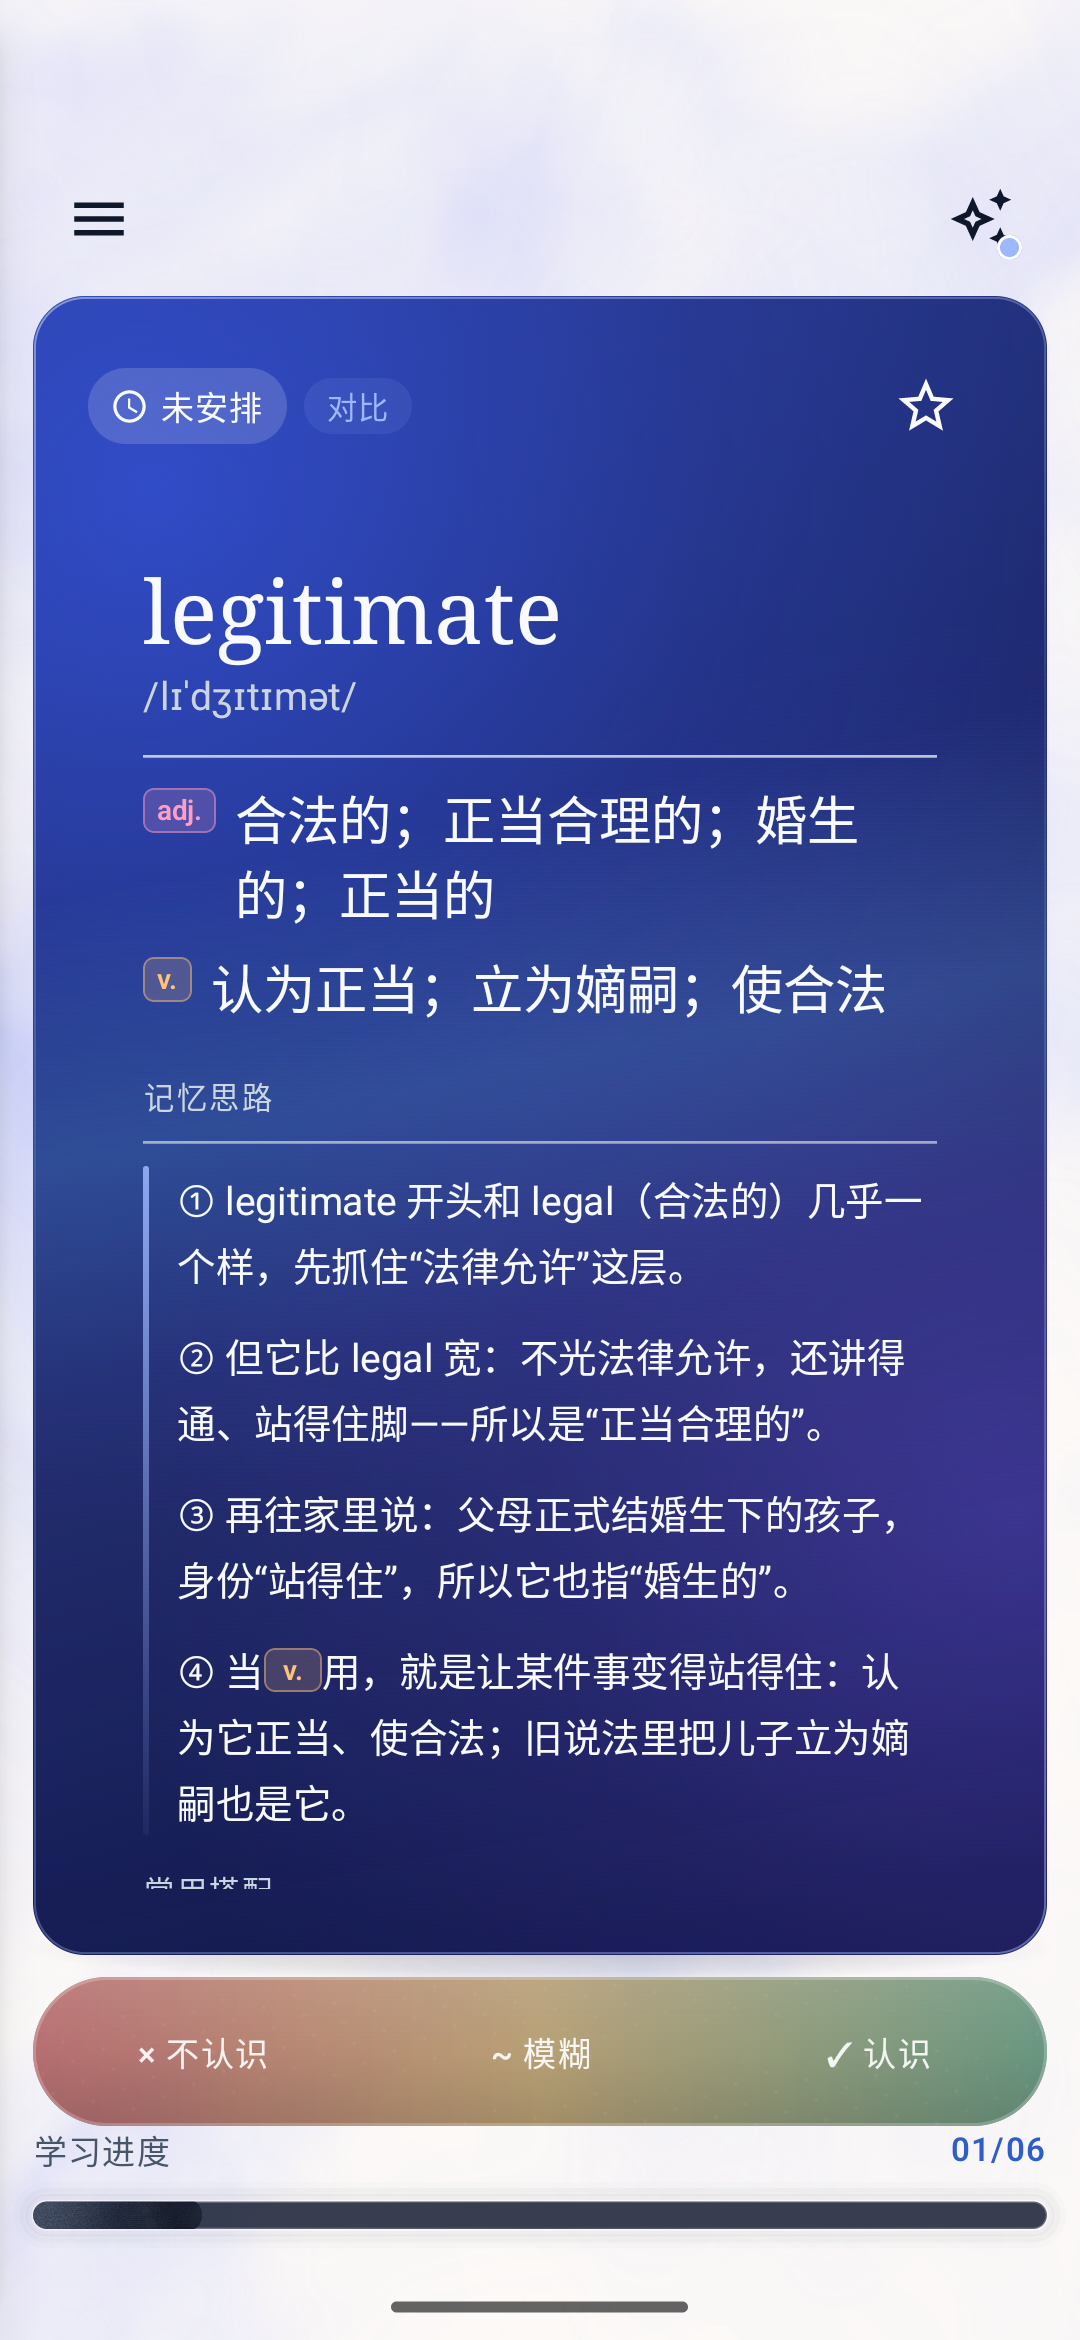 未安排 对比
legitimate
/lɪˈdʒɪtɪmət/
adj. 合法的；正当合理的；婚生
的；正当的
v. 认为正当；立为嫡嗣；使合法
记忆思路
① legitimate 开头和 legal（合法的）几乎一
个样，先抓住“法律允许”这层。
② 但它比 legal 宽：不光法律允许，还讲得
通、站得住脚——所以是“正当合理的”。
③ 再往家里说：父母正式结婚生下的孩子，
身份“站得住”，所以它也指“婚生的”。
④ 当 v. 用，就是让某件事变得站得住：认
为它正当、使合法；旧说法里把儿子立为嫡
嗣也是它。
常用搭配
× 不认识 ~ 模糊 ✓ 认识
学习进度 01/06